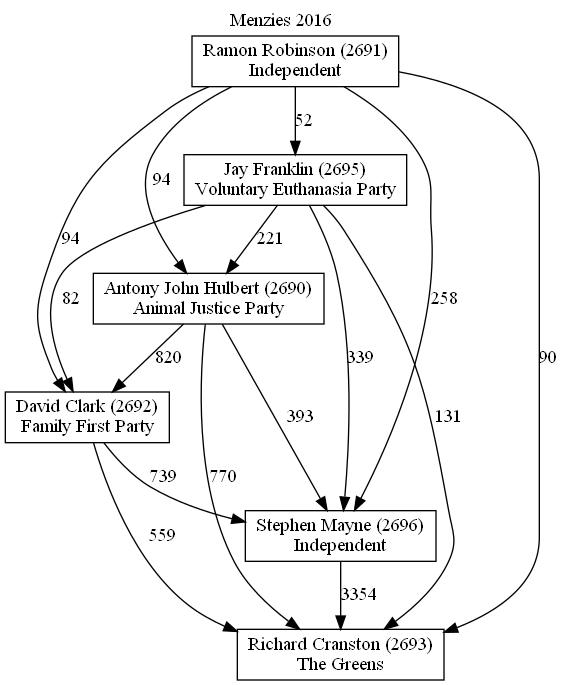 Menzies 2016
Ramon Robinson (2691)
Independent
52
Jay Franklin (2695)
Voluntary Euthanasia Party
94
94
221
Antony John Hulbert (2690)
Animal Justice Party
82
258
339
90
820
David Clark (2692)
Family First Party
393
131
739
770
Stephen Mayne (2696)
Independent
559
3354
Richard Cranston (2693)
The Greens